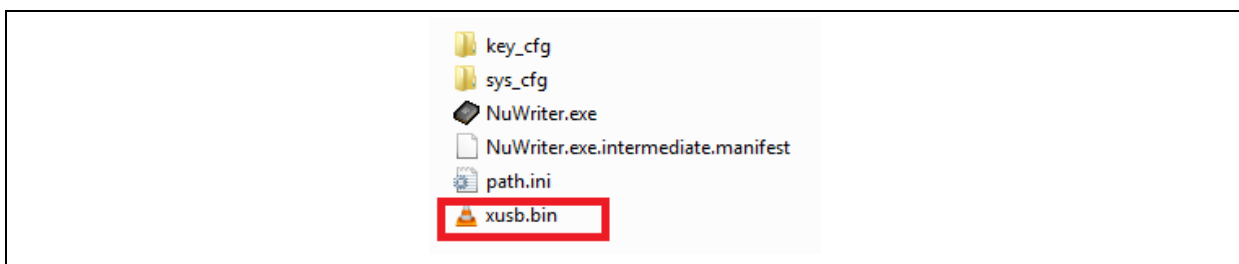 key_cfg
sys_cfg
NuWriter.exe
NuWriter.exe.intermediate.manifest
path.ini
xusb.bin